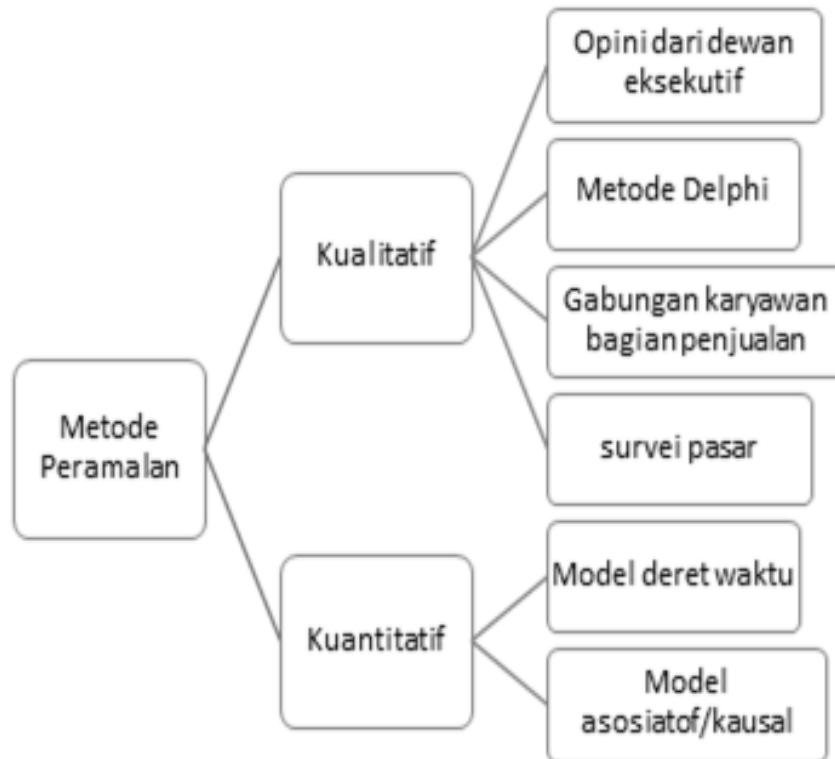 Opini dari dewan
eksekutif
Metode Delphi
Kualitatif
Gabungan karyawan
bagian penjualan
Metode
Peramalan
survei pasar
Model deret waktu
Kuantitatif
Model
asosiatof/kausal